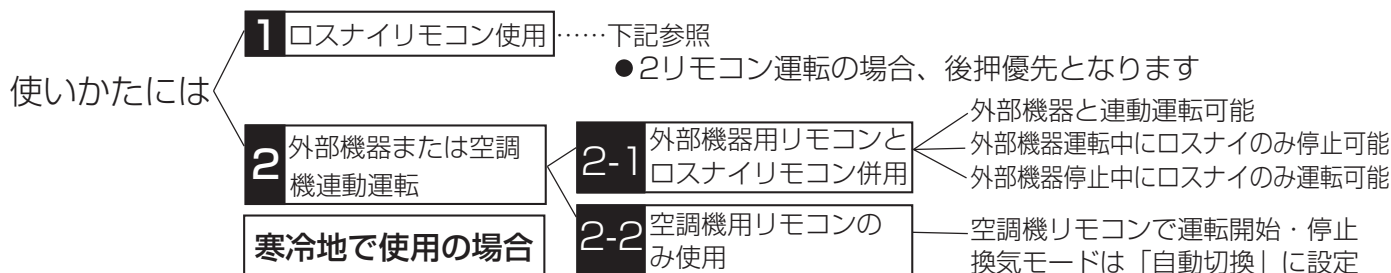 使いかたには
1 ロスナイリモコン使用……下記参照
●2リモコン運転の場合、後押優先となります
2 外部機器または空調
機連動運転
2-1 外部機器用リモコンと
ロスナイリモコン併用
外部機器と連動運転可能
外部機器運転中にロスナイのみ停止可能
外部機器停止中にロスナイのみ運転可能
2-2 空調機用リモコンの
み使用
空調機リモコンで運転開始・停止
換気モードは「自動切換」に設定
寒冷地で使用の場合